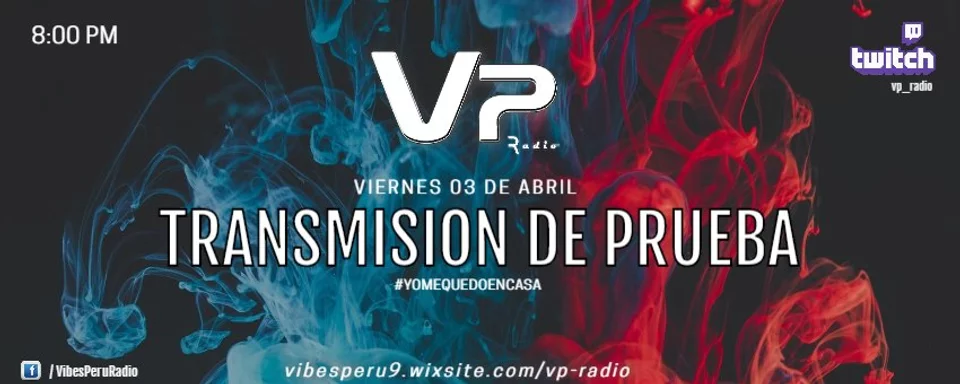 8:00 PM
twitch
vp_radio
VP
Radio
VIERNES 03 DE ABRIL
TRANSMISION DE PRUEBA
#YOMEQUEDOENCASA
f /VibesPeruRadio
vibesperu9.wixsite.com/vp-radio